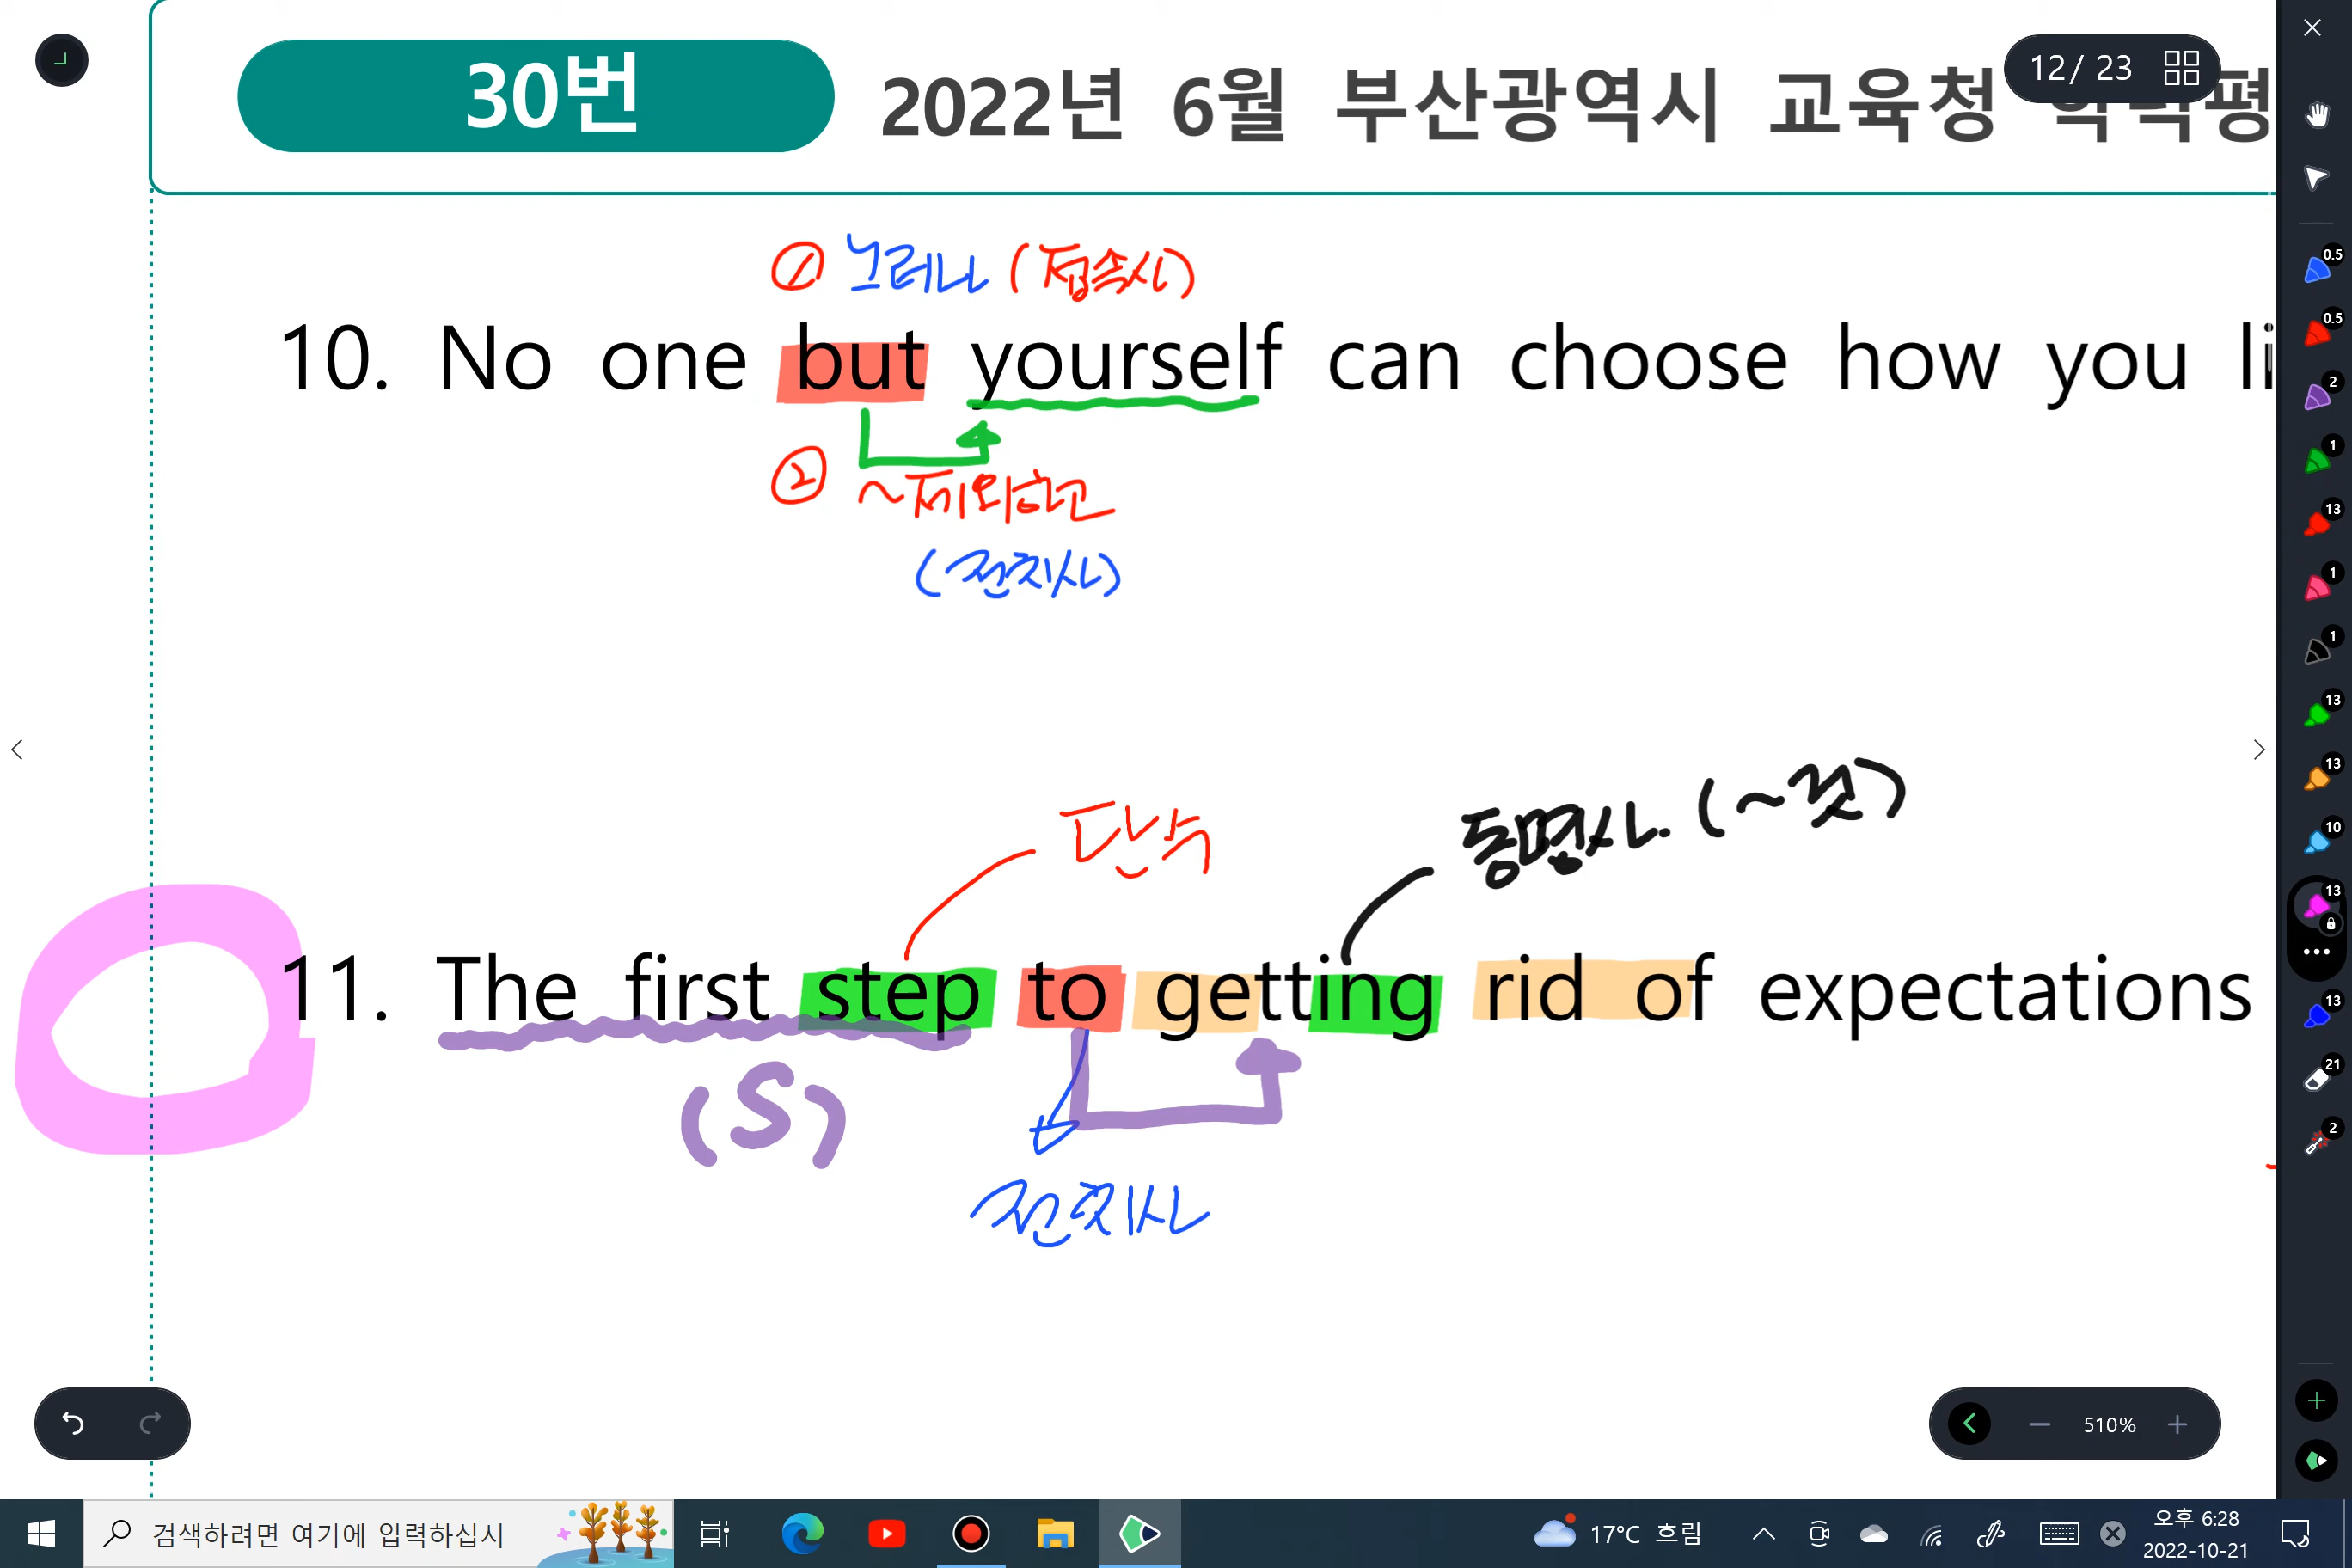 30번
2022년 6월 부산광역시 교육청
12/ 23
① 그러나 (접속사)
10. No one but yourself can choose how you li
② ~제외하고
(전치사)
단수
동명사. (~것)
11. The first step to getting rid of expectations
(S)
전치사
0.5
0.5
2
1
13
1
1
13
13
10
13
13
21
2
510%
검색하려면 여기에 입력하십시
17°C 흐림
오후 6:28
2022-10-21